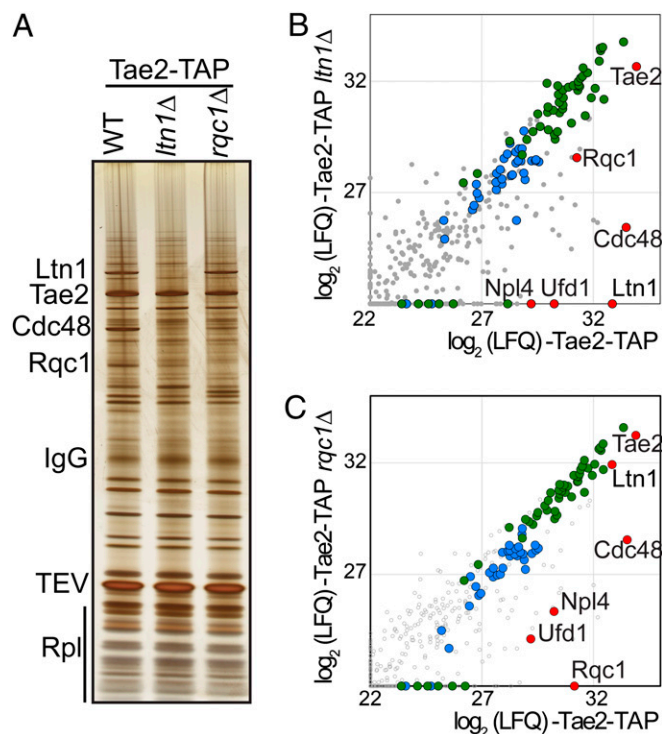 A
Tae2-TAP
WT
ltn1Δ
rqc1Δ
Ltn1
Tae2
Cdc48
Rqc1
IgG
TEV
Rpl
B
log2 (LFQ) -Tae2-TAP ltn1Δ
32
27
22
27
32
Tae2
Rqc1
Cdc48
Npl4
Ufd1
Ltn1
log2 (LFQ) -Tae2-TAP
C
log2 (LFQ) -Tae2-TAP rqc1Δ
32
27
22
27
32
Tae2
Ltn1
Cdc48
Npl4
Ufd1
Rqc1
log2 (LFQ) -Tae2-TAP